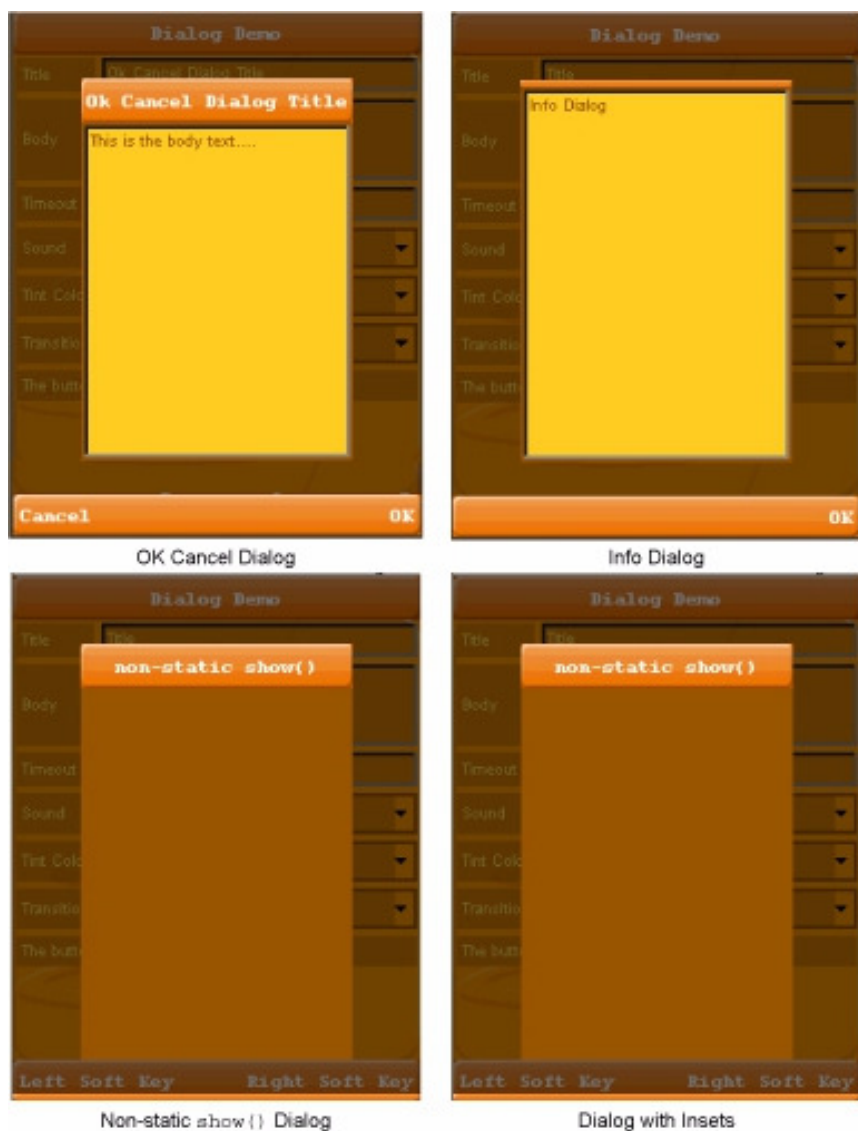 Dialog Demo
Title
Ok Cancel Dialog Title
Ok Cancel Dialog Title
Body
This is the body text....
Timeout
Sound
Tint Colo
Transitio
The butt
Cancel
OK
OK Cancel Dialog
Dialog Demo
Title
Title
Info Dialog
Body
Timeout
Sound
Tint Colo
Transitio
The butt
OK
Info Dialog
Dialog Demo
Title
Title
non-static show()
Body
Timeout
Sound
Tint Colo
Transitio
The butt
Left Soft Key
Right Soft Key
Non-static show() Dialog
Dialog Demo
Title
Title
non-static show()
Body
Timeout
Sound
Tint Colo
Transitio
The butt
Left Soft Key
Right Soft Key
Dialog with Insets